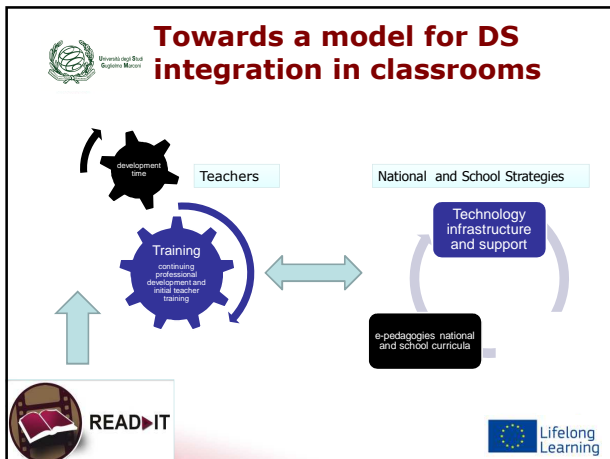 Towards a model for DS
integration in classrooms
Università degli Studi
Guglielmo Marconi
development
time
Teachers
National and School Strategies
Training
continuing
professional
development and
initial teacher
training
Technology
infrastructure
and support
e-pedagogies national
and school curricula
READ IT
Lifelong
Learning